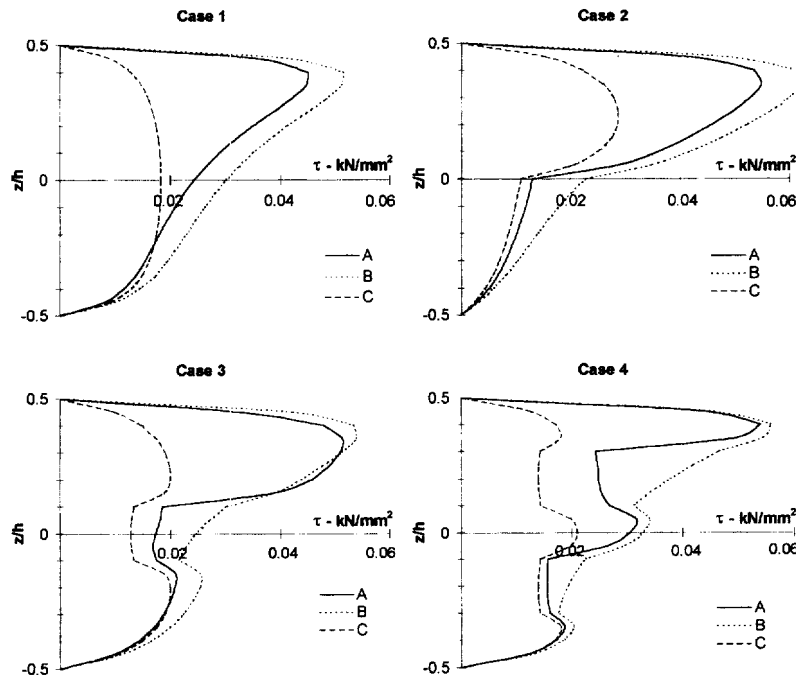 Case 1
0.5
z/h
0
-0.5
0.02
0.04
0.06
τ - kN/mm²
A
B
C
Case 2
0.5
z/h
0
-0.5
0.02
0.04
0.06
τ - kN/mm²
A
B
C
Case 3
0.5
z/h
0
-0.5
0.02
0.04
0.06
τ - kN/mm²
A
B
C
Case 4
0.5
z/h
0
-0.5
0.02
0.04
0.06
τ - kN/mm²
A
B
C